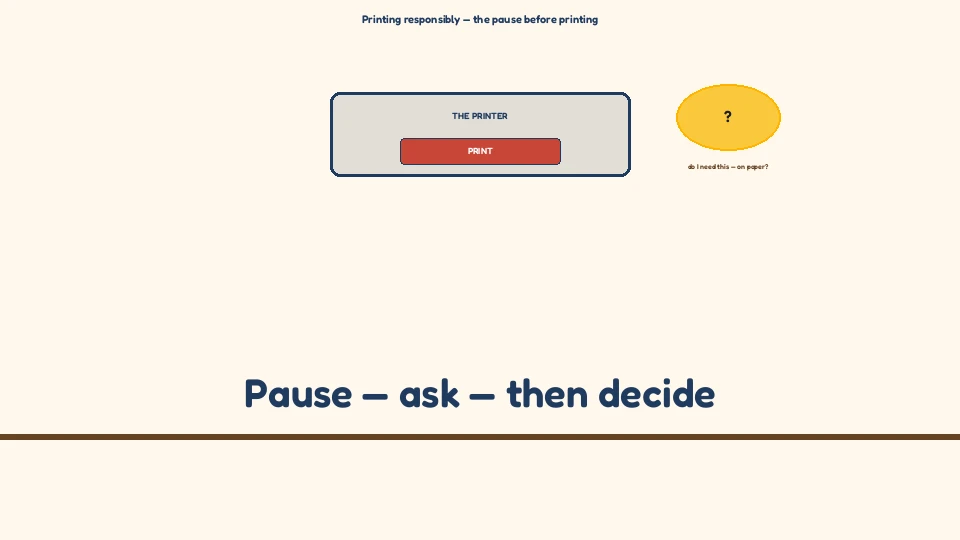 Printing responsibly — the pause before printing
THE PRINTER
PRINT
?
do I need this — on paper?
Pause — ask — then decide